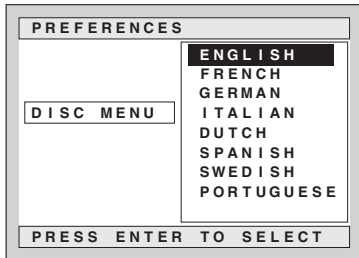 PREFERENCES
ENGLISH
FRENCH
GERMAN
DISC MENU
ITALIAN
DUTCH
SPANISH
SWEDISH
PORTUGUESE
PRESS ENTER TO SELECT